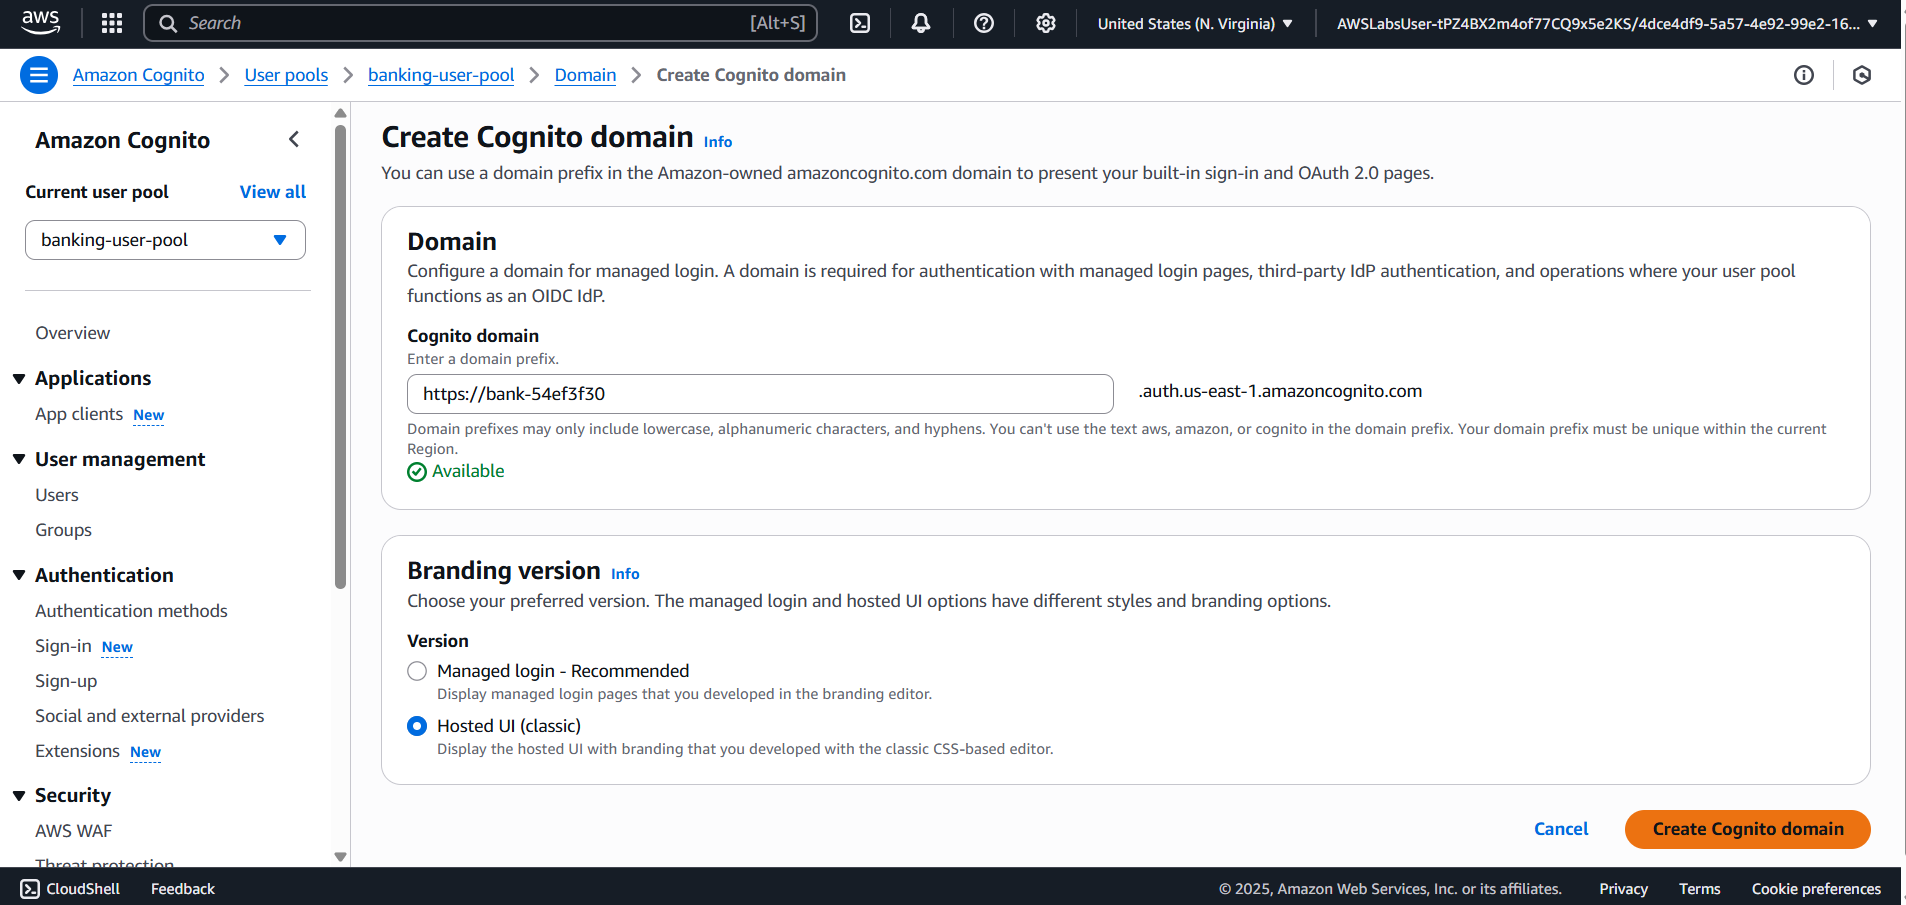 aws
Search [Alt+S]
United States (N. Virginia)
AWSLabsUser-tPZ4BX2m4of77CQ9x5e2KS/4dce4df9-5a57-4e92-99e2-16...
Amazon Cognito
User pools
banking-user-pool
Domain
Create Cognito domain
Amazon Cognito
Current user pool View all
banking-user-pool
Overview
Applications
App clients New
User management
Users
Groups
Authentication
Authentication methods
Sign-in New
Sign-up
Social and external providers
Extensions New
Security
AWS WAF
Threat protection
Create Cognito domain Info
You can use a domain prefix in the Amazon-owned amazoncognito.com domain to present your built-in sign-in and OAuth 2.0 pages.
Domain
Configure a domain for managed login. A domain is required for authentication with managed login pages, third-party IdP authentication, and operations where your user pool
functions as an OIDC IdP.
Cognito domain
Enter a domain prefix.
https://bank-54ef3f30 .auth.us-east-1.amazoncognito.com
Domain prefixes may only include lowercase, alphanumeric characters, and hyphens. You can't use the text aws, amazon, or cognito in the domain prefix. Your domain prefix must be unique within the current
Region.
Available
Branding version Info
Choose your preferred version. The managed login and hosted UI options have different styles and branding options.
Version
Managed login - Recommended
Display managed login pages that you developed in the branding editor.
Hosted UI (classic)
Display the hosted UI with branding that you developed with the classic CSS-based editor.
Cancel
Create Cognito domain
CloudShell
Feedback
© 2025, Amazon Web Services, Inc. or its affiliates.
Privacy
Terms
Cookie preferences